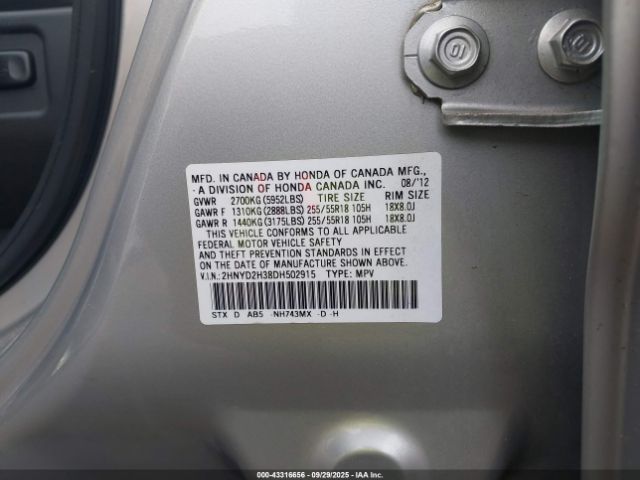 10
10
MFD. IN CANADA BY HONDA OF CANADA MFG.,
A DIVISION OF HONDA CANADA INC. 08/'12
GVWR 2700KG(5952LBS) TIRE SIZE RIM SIZE
GAWR F 1310KG(2888LBS) 255/55R18 105H 18X8.0J
GAWR R 1440KG(3175LBS) 255/55R18 105H 18X8.0J
THIS VEHICLE CONFORMS TO ALL APPLICABLE
FEDERAL MOTOR VEHICLE SAFETY
AND THEFT PREVENTION STANDARDS IN EFFECT
ON THE DATE OF MANUFACTURE SHOWN ABOVE.
V.I.N.: 2HNYD2H38DH502915 TYPE: MPV
STX D AB5 -NH743MX -D -H
000-43316656 - 09/29/2025 - IAA Inc.